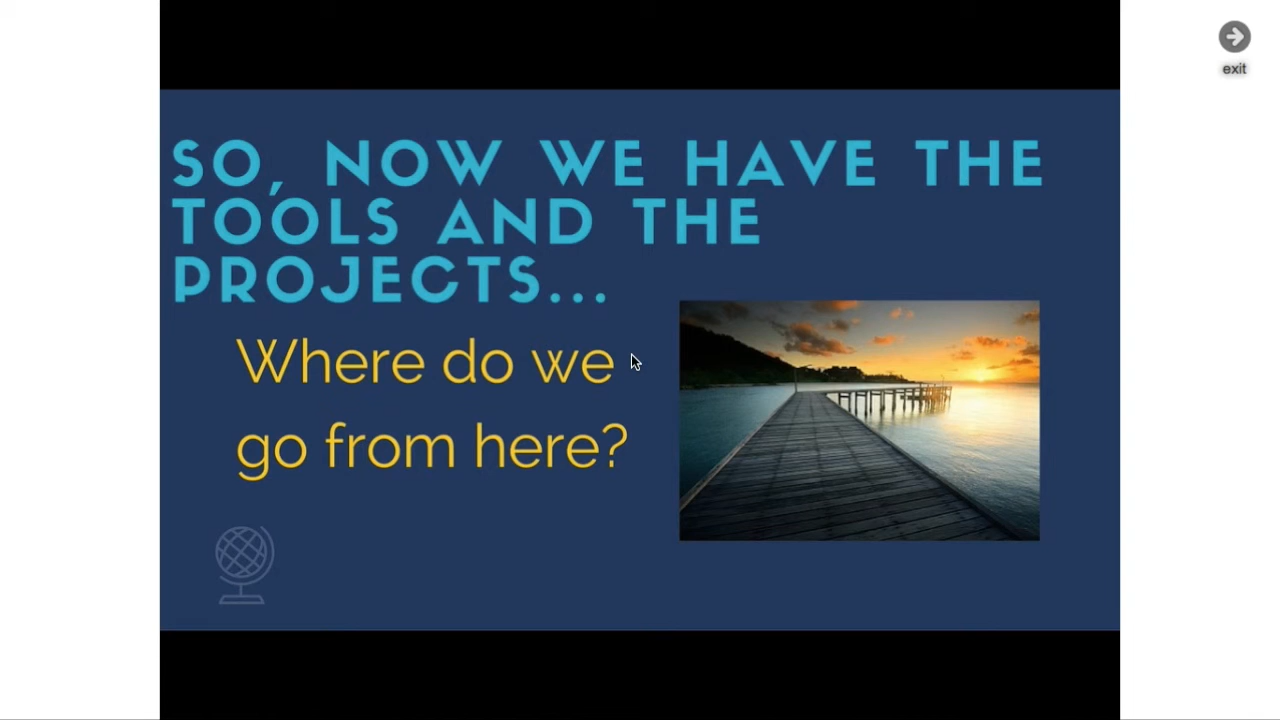 exit
SO, NOW WE HAVE THE
TOOLS AND THE
PROJECTS...
Where do we
go from here?